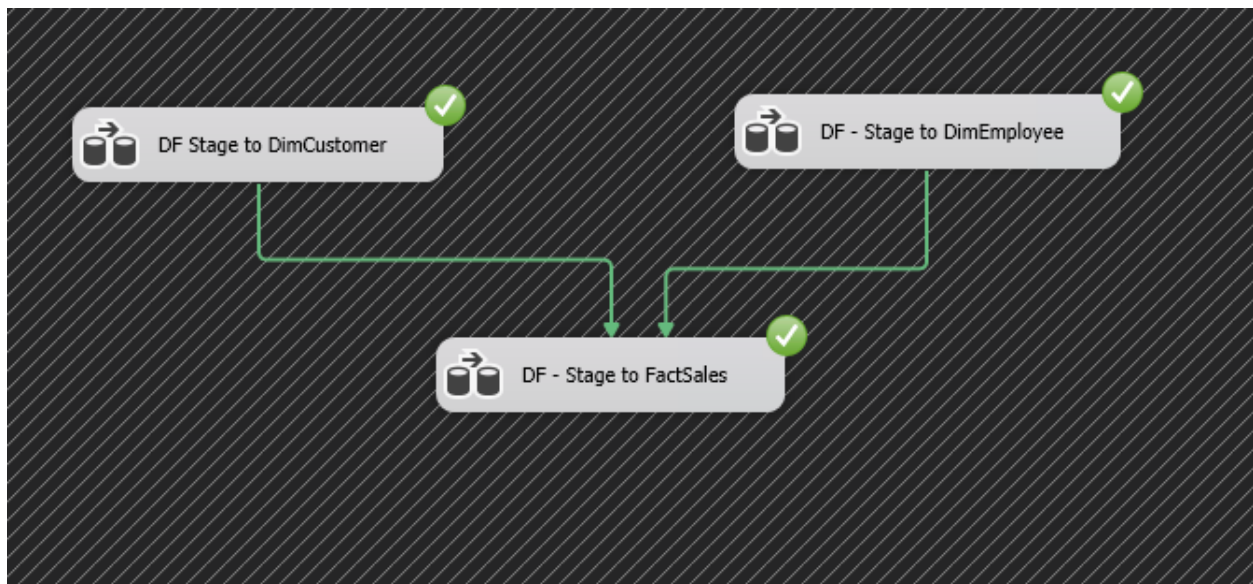 DF Stage to DimCustomer
DF - Stage to DimEmployee
DF - Stage to FactSales